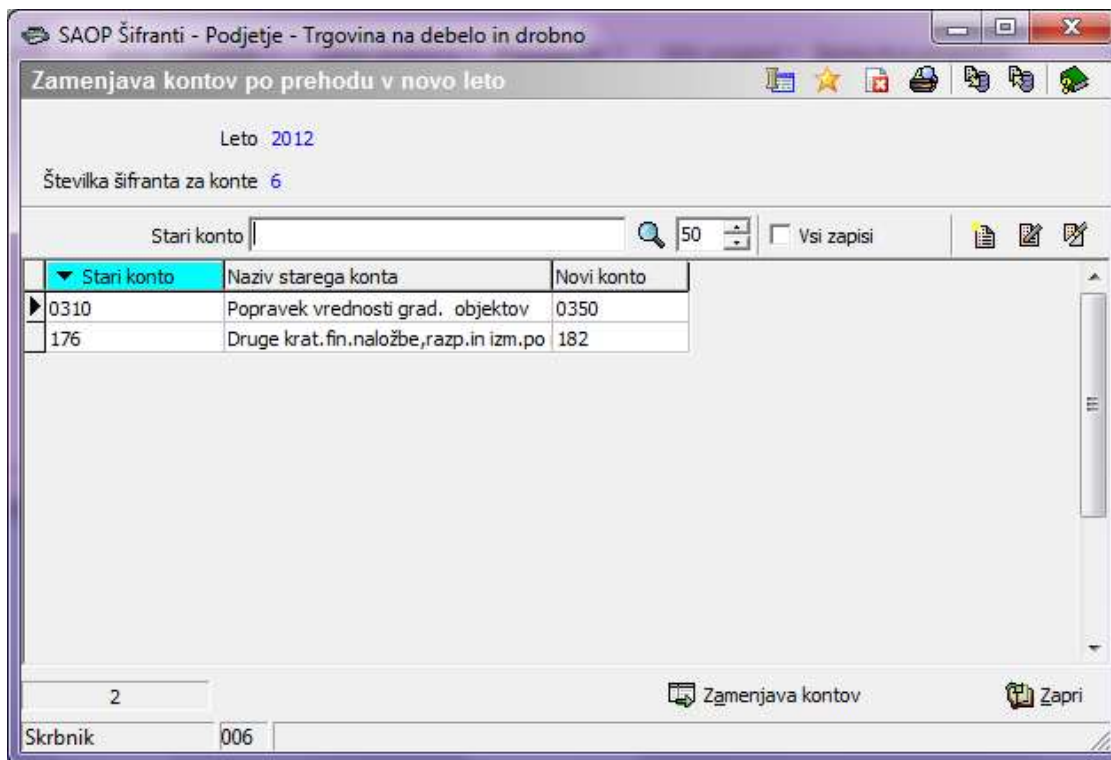 SAOP Šifranti - Podjetje - Trgovina na debelo in drobno
Zamenjava kontov po prehodu v novo leto
Leto 2012
Številka šifranta za konte 6
Stari konto 50 Vsi zapisi
Stari konto Naziv starega konta Novi konto
0310 Popravek vrednosti grad. objektov 0350
176 Druge krat.fin.naložbe,razp.in izm.po 182
2 Zamenjava kontov Zapri
Skrbnik 006